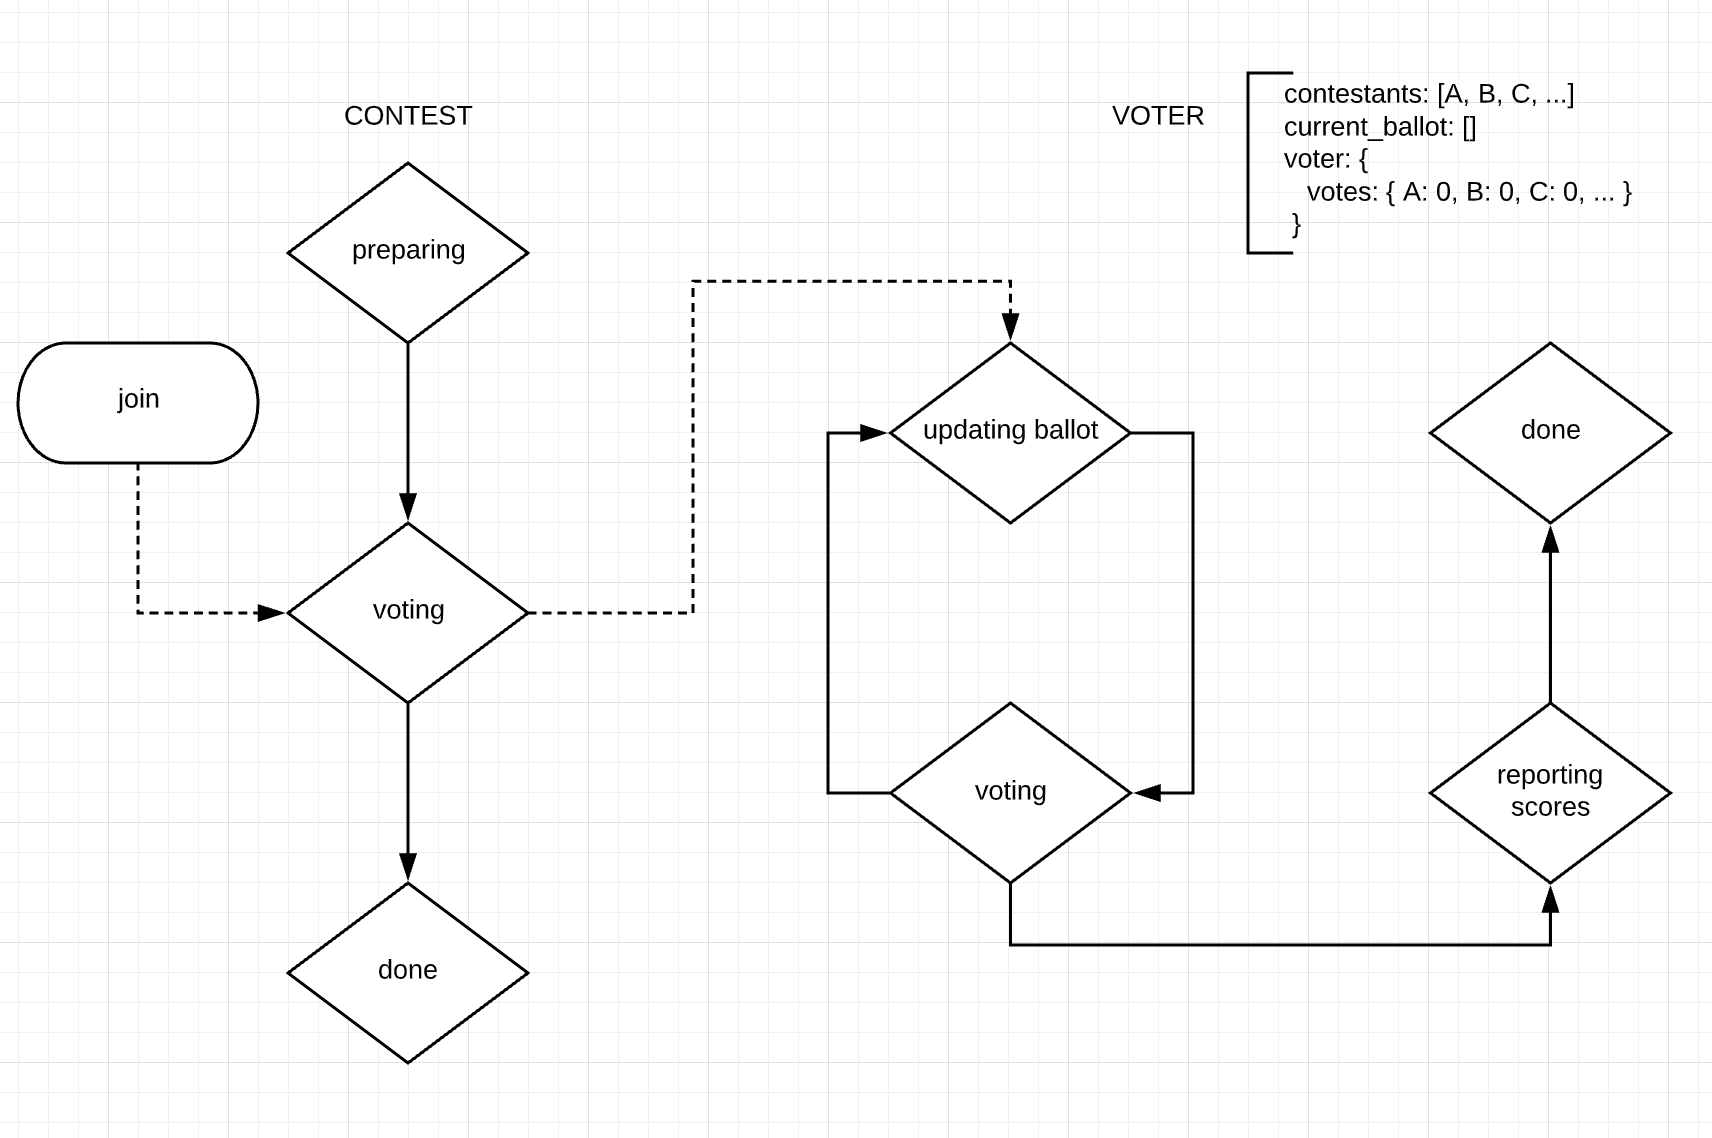 CONTEST
preparing
join
voting
done
VOTER
contestants: [A, B, C, ...]
current_ballot: []
voter: {
votes: { A: 0, B: 0, C: 0, ... }
}
updating ballot
voting
done
reporting
scores